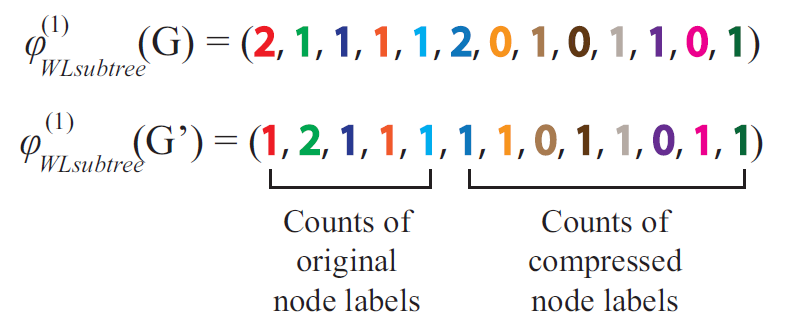 φ(1)WLsubtree(G) = (2, 1, 1, 1, 1, 2, 0, 1, 0, 1, 1, 0, 1)
φ(1)WLsubtree(G’) = (1, 2, 1, 1, 1, 1, 1, 0, 1, 1, 0, 1, 1)
Counts of
original
node labels
Counts of
compressed
node labels